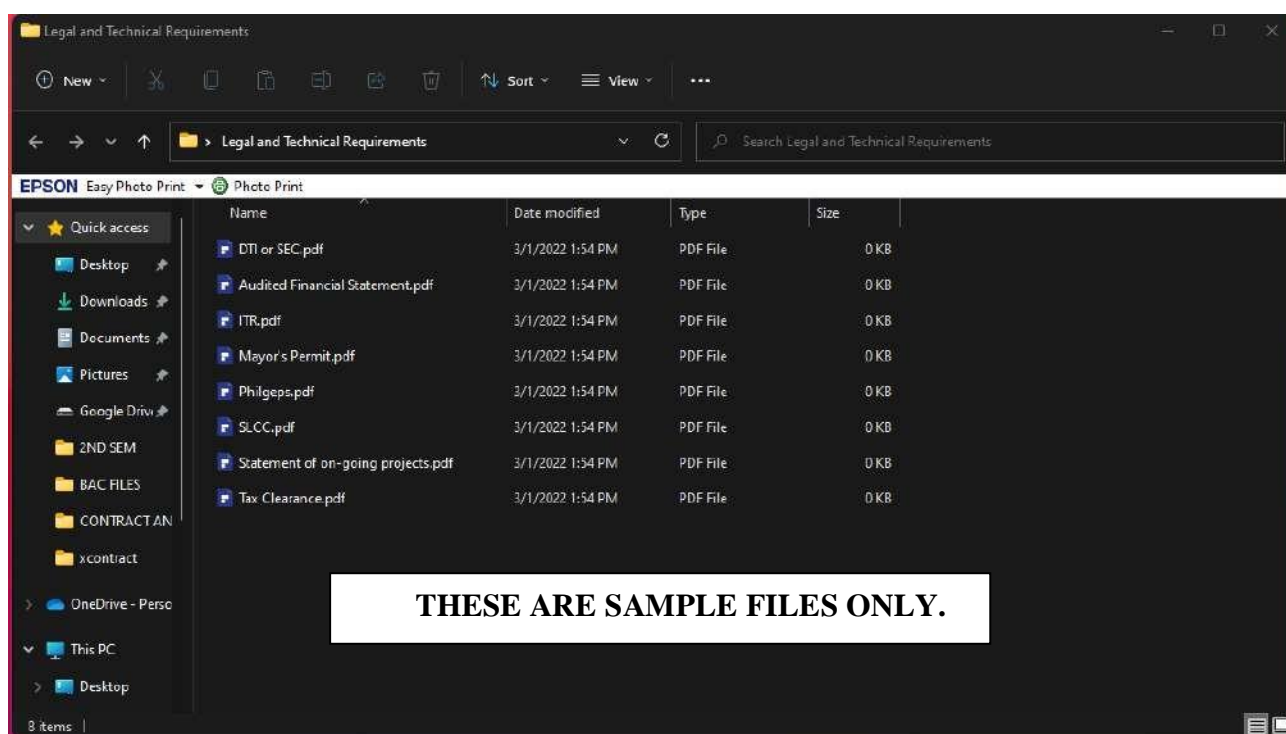 Legal and Technical Requirements
New Sort View ...
> Legal and Technical Requirements Search Legal and Technical Requirements
EPSON Easy Photo Print Photo Print
Name Date modified Type Size
Quick access
Desktop
Downloads
Documents
Pictures
Google Driv
2ND SEM
BAC FILES
CONTRACT AN
xcontract
OneDrive - Perso
This PC
Desktop
DTI or SEC.pdf 3/1/2022 1:54 PM PDF File 0 KB
Audited Financial Statement.pdf 3/1/2022 1:54 PM PDF File 0 KB
ITR.pdf 3/1/2022 1:54 PM PDF File 0 KB
Mayor's Permit.pdf 3/1/2022 1:54 PM PDF File 0 KB
Philgeps.pdf 3/1/2022 1:54 PM PDF File 0 KB
SLCC.pdf 3/1/2022 1:54 PM PDF File 0 KB
Statement of on-going projects.pdf 3/1/2022 1:54 PM PDF File 0 KB
Tax Clearance.pdf 3/1/2022 1:54 PM PDF File 0 KB
THESE ARE SAMPLE FILES ONLY.
8 items